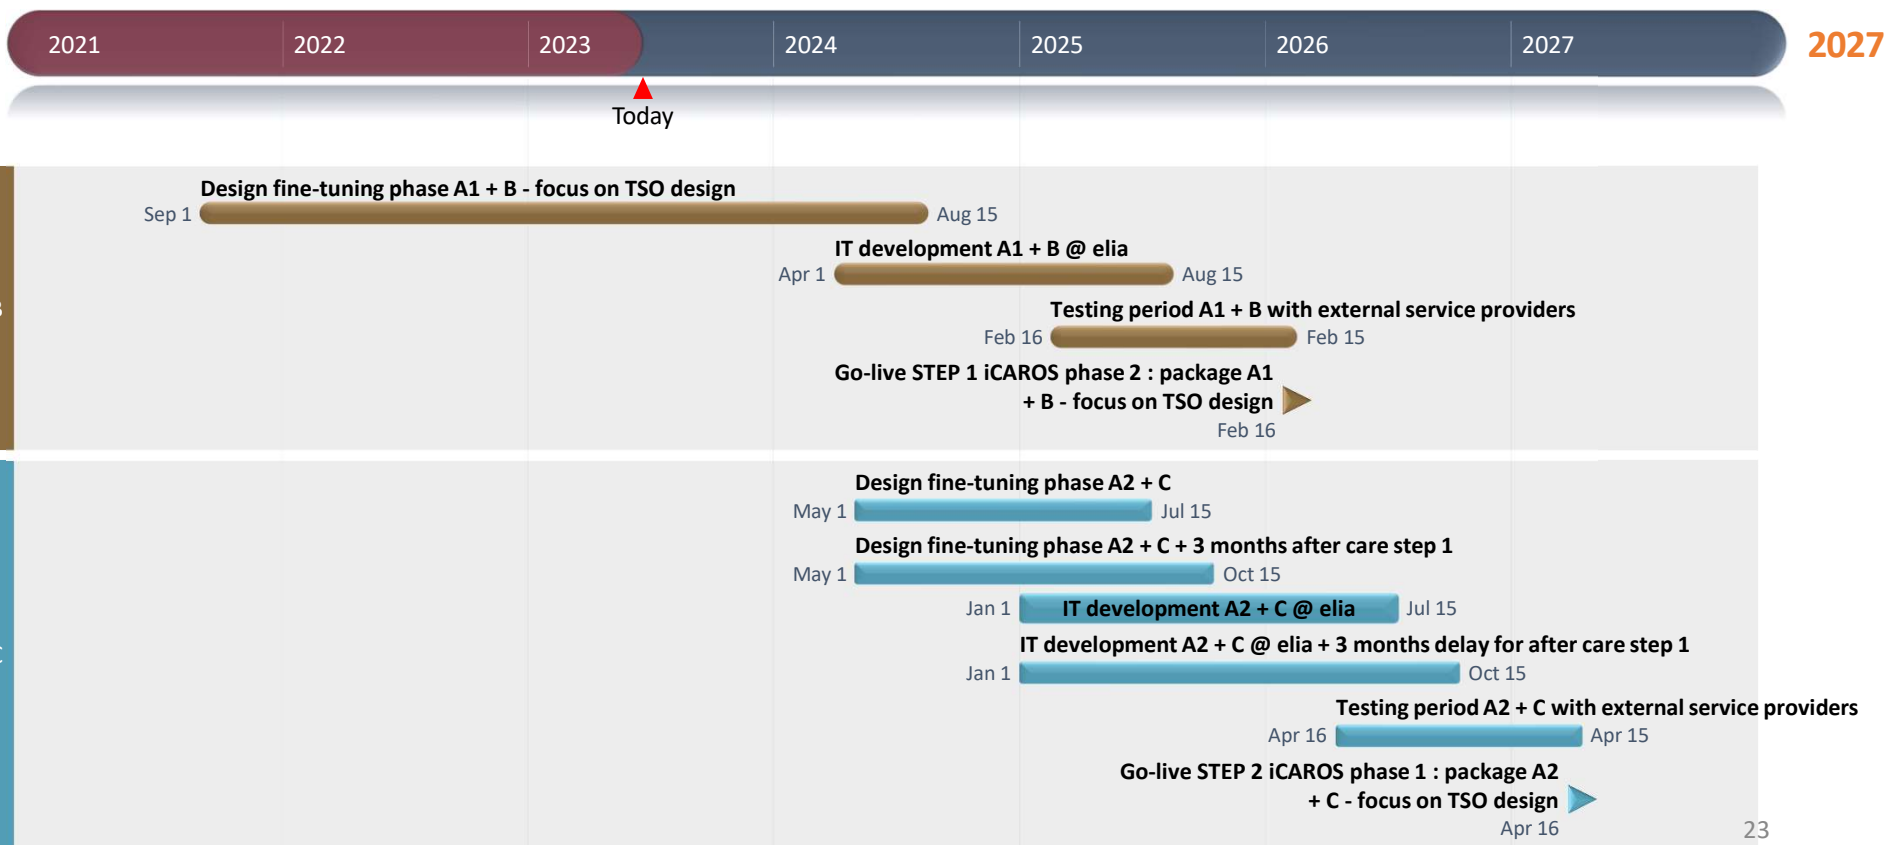 2021 2022 2023 2024 2025 2026 2027 2027
Today
Design fine-tuning phase A1 + B - focus on TSO design
Sep 1 Aug 15
IT development A1 + B @ elia
Apr 1 Aug 15
Testing period A1 + B with external service providers
Feb 16 Feb 15
Go-live STEP 1 iCAROS phase 2 : package A1
+ B - focus on TSO design
Feb 16
Design fine-tuning phase A2 + C
May 1 Jul 15
Design fine-tuning phase A2 + C + 3 months after care step 1
May 1 Oct 15
Jan 1 IT development A2 + C @ elia Jul 15
IT development A2 + C @ elia + 3 months delay for after care step 1
Jan 1 Oct 15
Testing period A2 + C with external service providers
Apr 16 Apr 15
Go-live STEP 2 iCAROS phase 1 : package A2
+ C - focus on TSO design
Apr 16
23